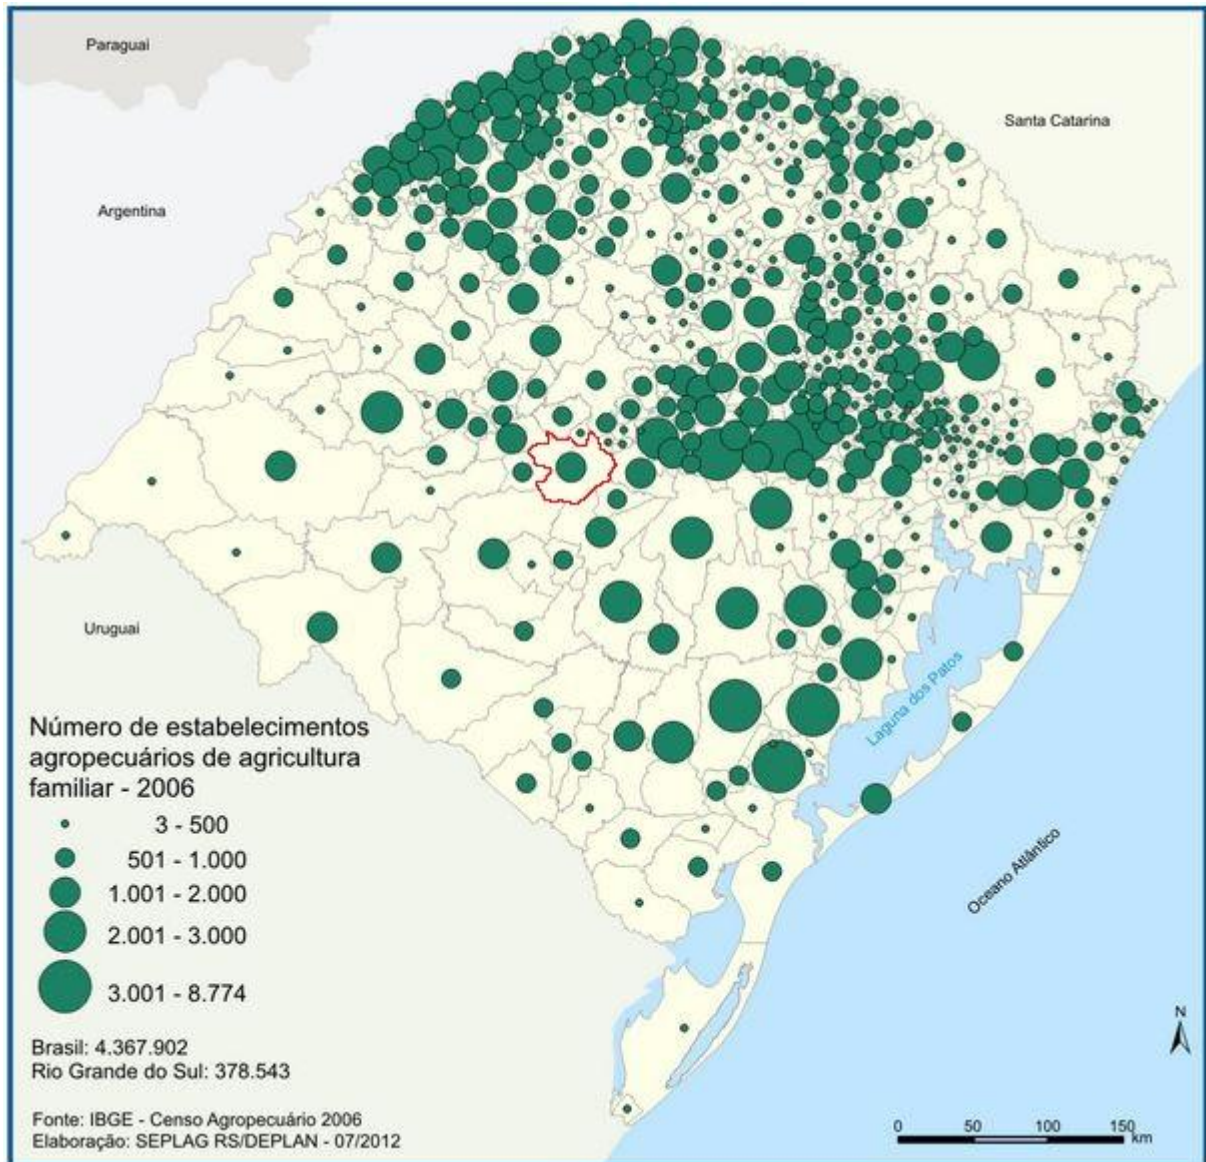 Paraguai
Santa Catarina
Argentina
Uruguai
Laguna dos Patos
Oceano Atlântico
Número de estabelecimentos
agropecuários de agricultura
familiar - 2006
3 - 500
501 - 1.000
1.001 - 2.000
2.001 - 3.000
3.001 - 8.774
Brasil: 4.367.902
Rio Grande do Sul: 378.543
Fonte: IBGE - Censo Agropecuário 2006
Elaboração: SEPLAG RS/DEPLAN - 07/2012
N
0 50 100 150
km